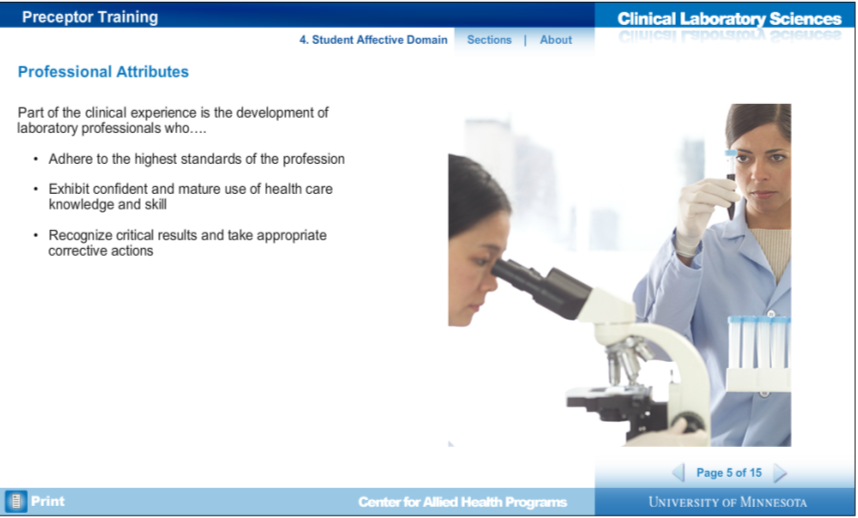 Preceptor Training
Clinical Laboratory Sciences
4. Student Affective Domain Sections | About
Professional Attributes
Part of the clinical experience is the development of
laboratory professionals who….
• Adhere to the highest standards of the profession
• Exhibit confident and mature use of health care
knowledge and skill
• Recognize critical results and take appropriate
corrective actions
Page 5 of 15
Print
Center for Allied Health Programs
UNIVERSITY OF MINNESOTA